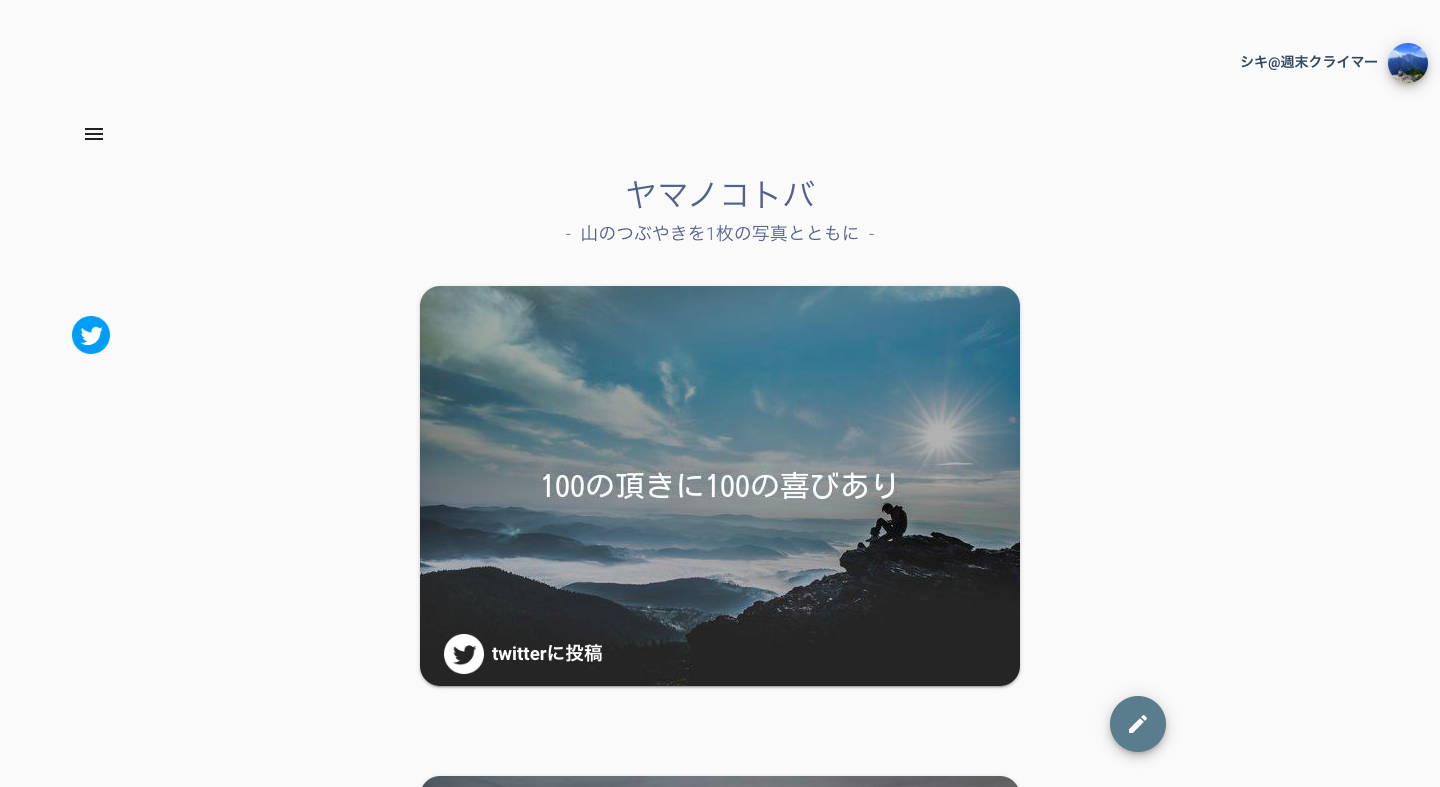 シキ@週末クライマー
ヤマノコトバ
- 山のつぶやきを1枚の写真とともに -
100の頂きに100の喜びあり
twitterに投稿